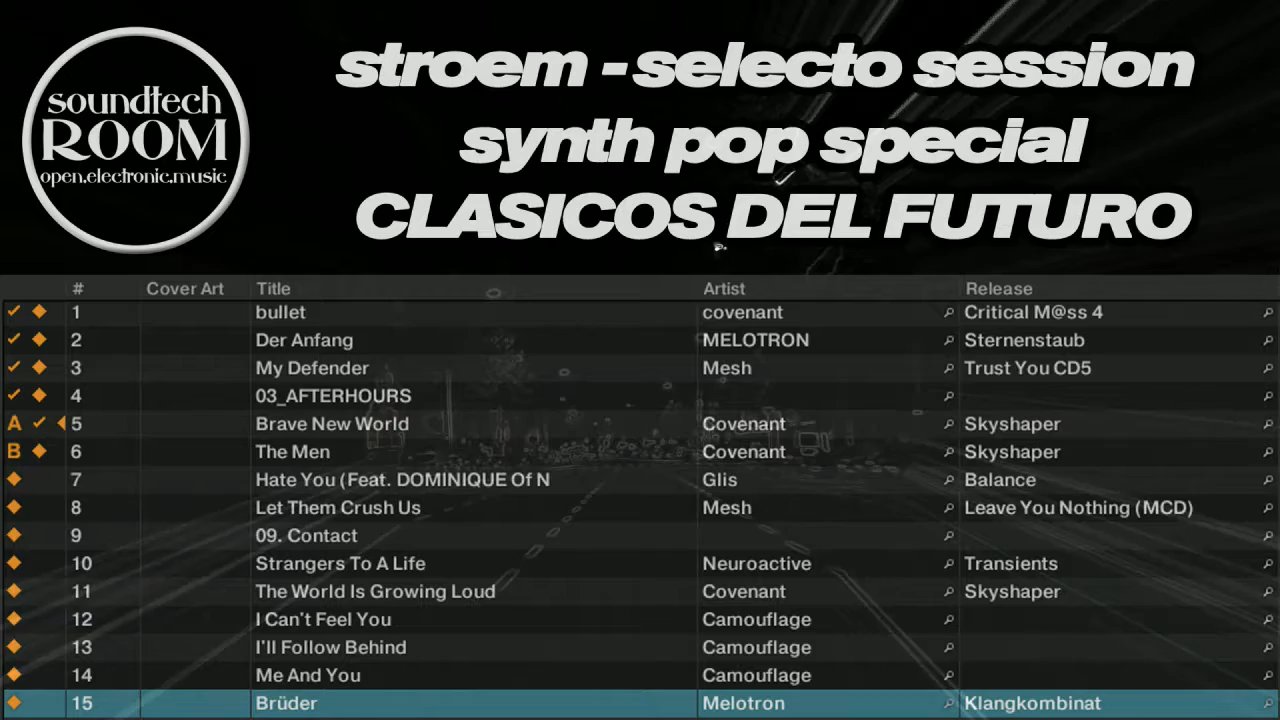 soundtech
ROOM
open.electronic.music
stroem - selecto session
synth pop special
CLASICOS DEL FUTURO
# Cover Art Title Artist Release
1 bullet covenant Critical M@ss 4
2 Der Anfang MELOTRON Sternenstaub
3 My Defender Mesh Trust You CD5
4 03_AFTERHOURS
A 5 Brave New World Covenant Skyshaper
B 6 The Men Covenant Skyshaper
7 Hate You (Feat. DOMINIQUE Of N Glis Balance
8 Let Them Crush Us Mesh Leave You Nothing (MCD)
9 09. Contact
10 Strangers To A Life Neuroactive Transients
11 The World Is Growing Loud Covenant Skyshaper
12 I Can't Feel You Camouflage
13 I'll Follow Behind Camouflage
14 Me And You Camouflage
15 Brüder Melotron Klangkombinat